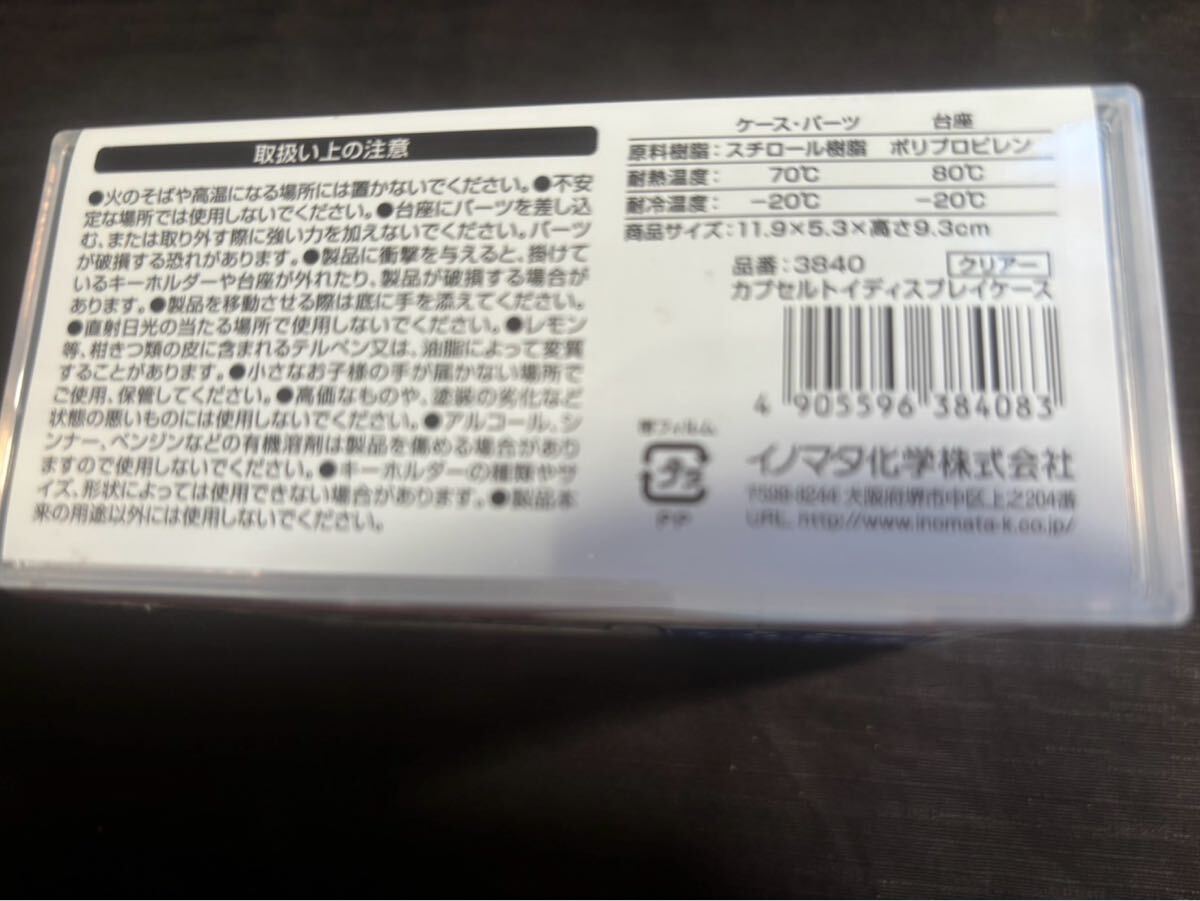 取扱い上の注意
●火のそばや高温になる場所には置かないでください。●不安
定な場所では使用しないでください。●台座にパーツを差し込
む、または取り外す際に強い力を加えないでください。パーツ
が破損する恐れがあります。●製品に衝撃を与えると、掛けて
いるキーホルダーや台座が外れたり、製品が破損する場合が
あります。●製品を移動させる際は底に手を添えてください。
●直射日光の当たる場所で使用しないでください。●レモン
等、柑きつ類の皮に含まれるテルペン又は、油脂によって変質
することがあります。●小さなお子様の手が届かない場所で
ご使用、保管してください。●高価なものや、塗装の劣化など
状態の悪いものには使用しないでください。●アルコール、シ
ンナー、ベンジンなどの有機溶剤は製品を傷める場合があり
ますので使用しないでください。●キーホルダーの種類やサ
イズ、形状によっては使用できない場合があります。●製品本
来の用途以外には使用しないでください。
ケース・パーツ 台座
原料樹脂:スチロール樹脂 ポリプロピレン
耐熱温度: 70℃ 80℃
耐冷温度: −20℃ −20℃
商品サイズ:11.9×5.3×高さ9.3cm
品番:3840 クリアー
カプセルトイディスプレイケース
4 905596 384083
帯フィルム
プラ
PP
イノマタ化学株式会社
〒599-8244 大阪府堺市中区上之204番
URL. http://www.inomata-k.co.jp/